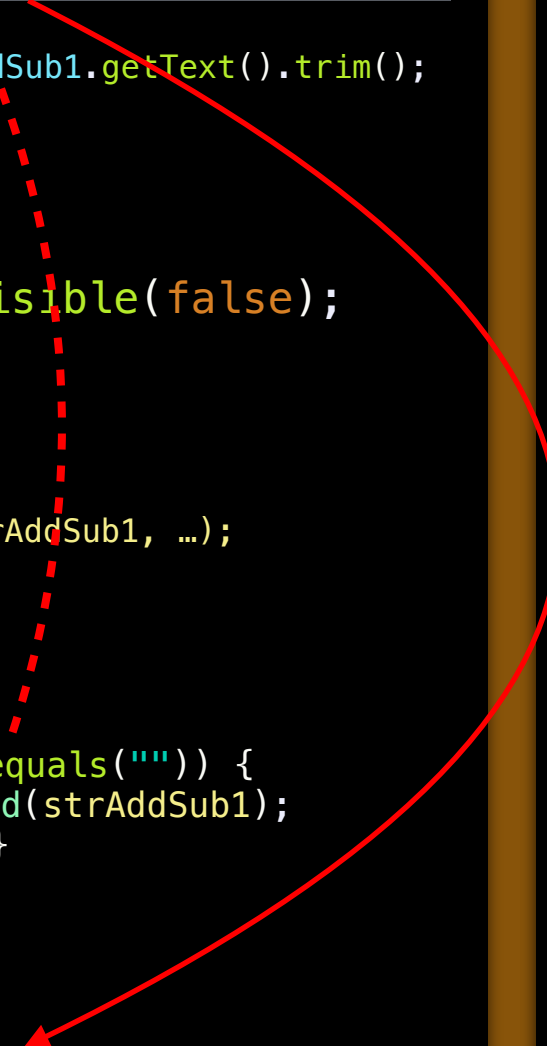 dSub1.getText().trim();
isible(false);
rAddSub1, …);
equals("")) {
d(strAddSub1);
}